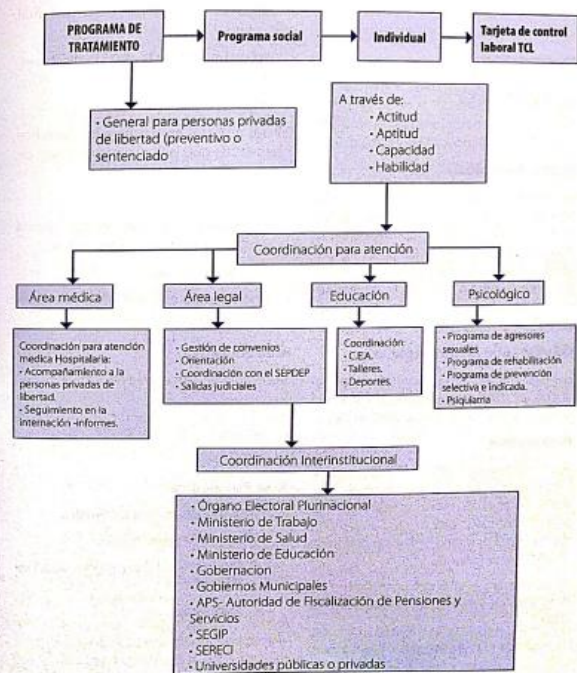 PROGRAMA DE
TRATAMIENTO
Programa social
Individual
Tarjeta de control
laboral TCL
• General para personas privadas
de libertad (preventivo o
sentenciado
A través de:
• Actitud
• Aptitud
• Capacidad
• Habilidad
Coordinación para atención
Área médica
Área legal
Educación
Psicológico
Coordinación para atención
medica Hospitalaria:
• Acompañamiento a la
personas privadas de
libertad.
• Seguimiento en la
internación -informes.
• Gestión de convenios
• Orientación
• Coordinación con el SEPDEP
• Salidas judiciales
Coordinación:
• C.E.A.
• Talleres.
• Deportes.
• Programa de agresores
sexuales
• Programa de rehabilitación
Programa de prevención
selectiva e indicada.
• Psiquiatria
Coordinación Interinstitucional
• Órgano Electoral Plurinacional
• Ministerio de Trabajo
• Ministerio de Salud
• Ministerio de Educación
• Gobernacion
• Gobiernos Municipales
• APS- Autoridad de Fiscalización de Pensiones y
Servicios
• SEGIP
• SERECI
• Universidades públicas o privadas